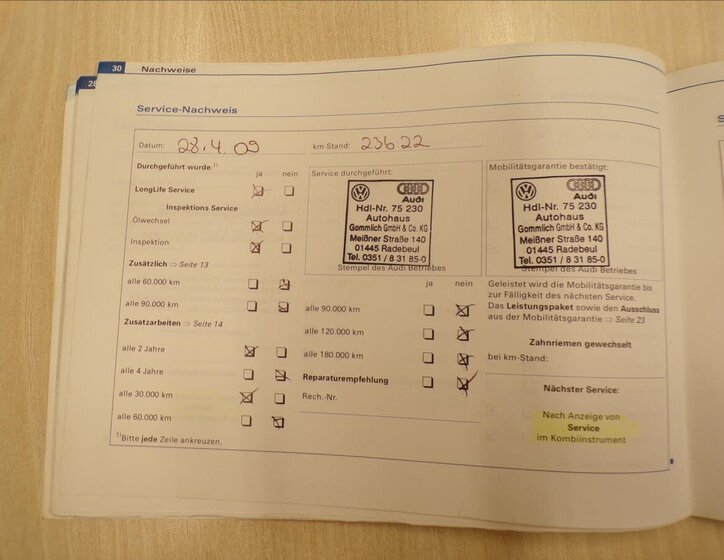 30 Nachweise
28
Service-Nachweis
Datum: 28.4.09 km-Stand: 23622
Durchgeführt wurde:1) ja nein
LongLife Service
Inspektions Service
Ölwechsel
Inspektion
Zusätzlich ⇒ Seite 13
alle 60.000 km
alle 90.000 km
Zusatzarbeiten ⇒ Seite 14
alle 2 Jahre
alle 4 Jahre
alle 30.000 km
alle 60.000 km
1)Bitte jede Zeile ankreuzen.
Service durchgeführt:
Audi
Hdl-Nr. 75 230
Autohaus
Gommlich GmbH & Co. KG
Meißner Straße 140
01445 Radebeul
Tel. 0351 / 8 31 85-0
Stempel des Audi Betriebes
ja nein
alle 90.000 km
alle 120.000 km
alle 180.000 km
Reparaturempfehlung
Rech.-Nr.
Mobilitätsgarantie bestätigt:
Audi
Hdl-Nr. 75 230
Autohaus
Gommlich GmbH & Co. KG
Meißner Straße 140
01445 Radebeul
Tel. 0351 / 8 31 85-0
Stempel des Audi Betriebes
Geleistet wird die Mobilitätsgarantie bis
zur Fälligkeit des nächsten Service.
Das Leistungspaket sowie den Ausschluss
aus der Mobilitätsgarantie ⇒ Seite 23
Zahnriemen gewechselt
bei km-Stand:
Nächster Service:
Nach Anzeige von
Service
im Kombiinstrument